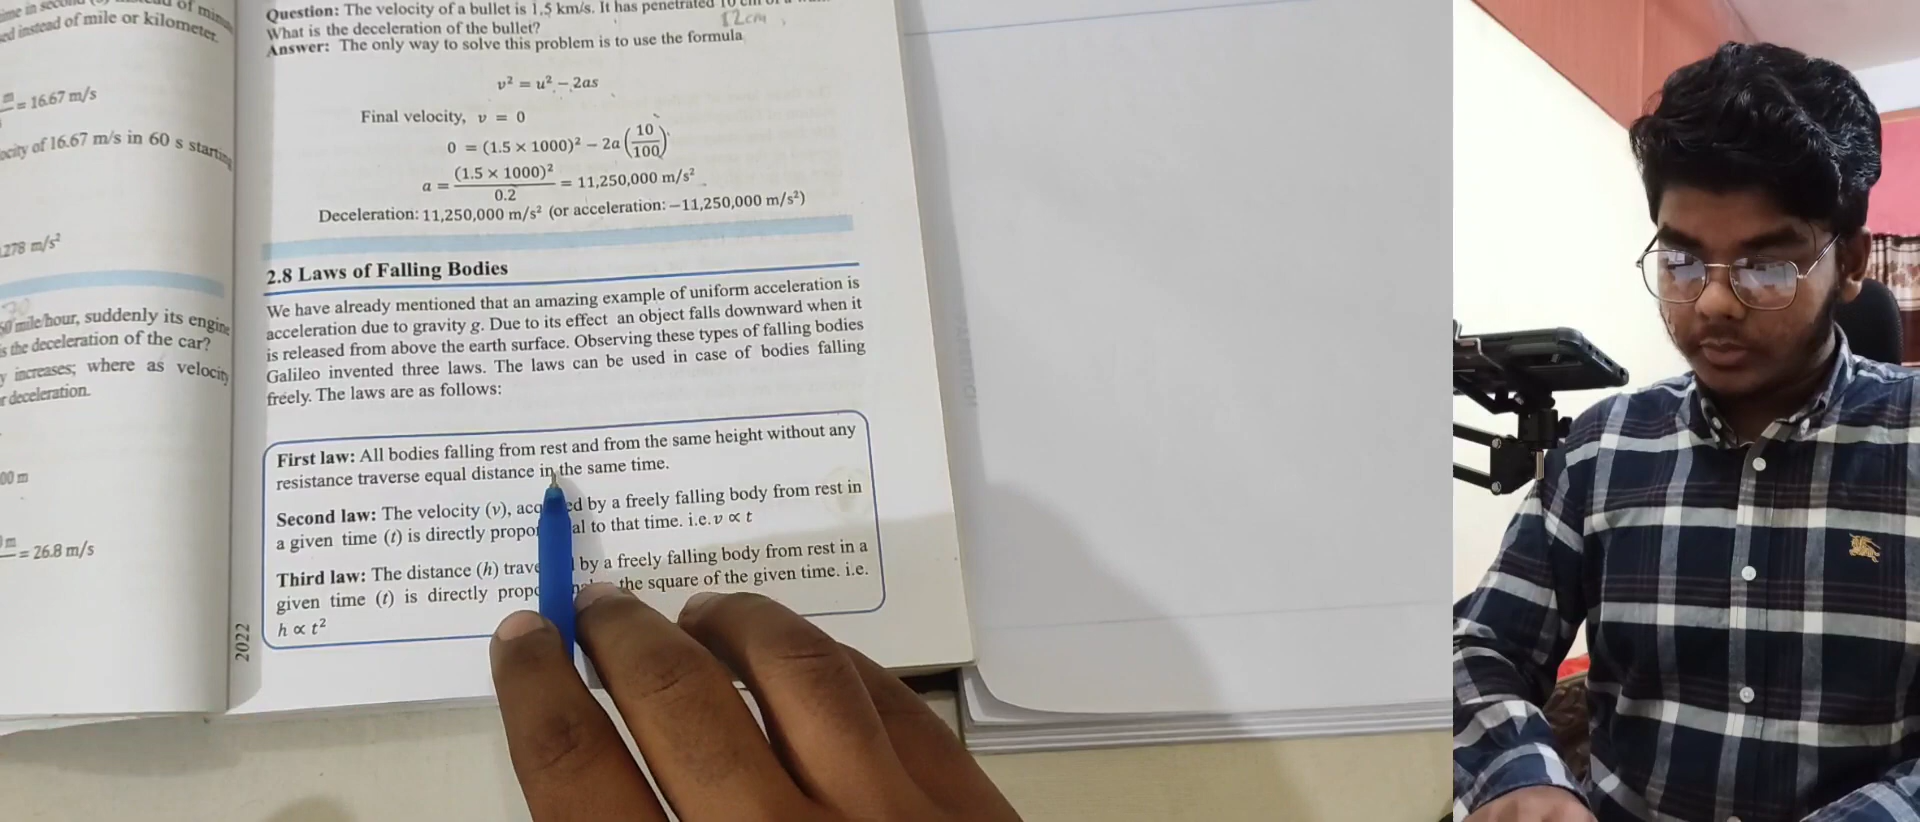 ed instead of mile or kilometer.
m
= 16.67 m/s
ocity of 16.67 m/s in 60 s starting
278 m/s²
mile/hour, suddenly its engine
s the deceleration of the car?
y increases; where as velocity
r deceleration.
00 m
m
= 26.8 m/s
2022
Question: The velocity of a bullet is 1.5 km/s. It has penetrated 10 cm of a
12cm
What is the deceleration of the bullet?
Answer: The only way to solve this problem is to use the formula
v² = u² − 2as
Final velocity, v = 0
0 = (1.5 × 1000)² − 2a (10/100)
a = (1.5 × 1000)²/0.2 = 11,250,000 m/s²
Deceleration: 11,250,000 m/s² (or acceleration: −11,250,000 m/s²)
2.8 Laws of Falling Bodies
We have already mentioned that an amazing example of uniform acceleration is
acceleration due to gravity g. Due to its effect an object falls downward when it
is released from above the earth surface. Observing these types of falling bodies
Galileo invented three laws. The laws can be used in case of bodies falling
freely. The laws are as follows:
First law: All bodies falling from rest and from the same height without any
resistance traverse equal distance in the same time.
Second law: The velocity (v), acq ed by a freely falling body from rest in
a given time (t) is directly propo al to that time. i.e. v ∝ t
Third law: The distance (h) trave by a freely falling body from rest in a
given time (t) is directly prop the square of the given time. i.e.
h ∝ t²